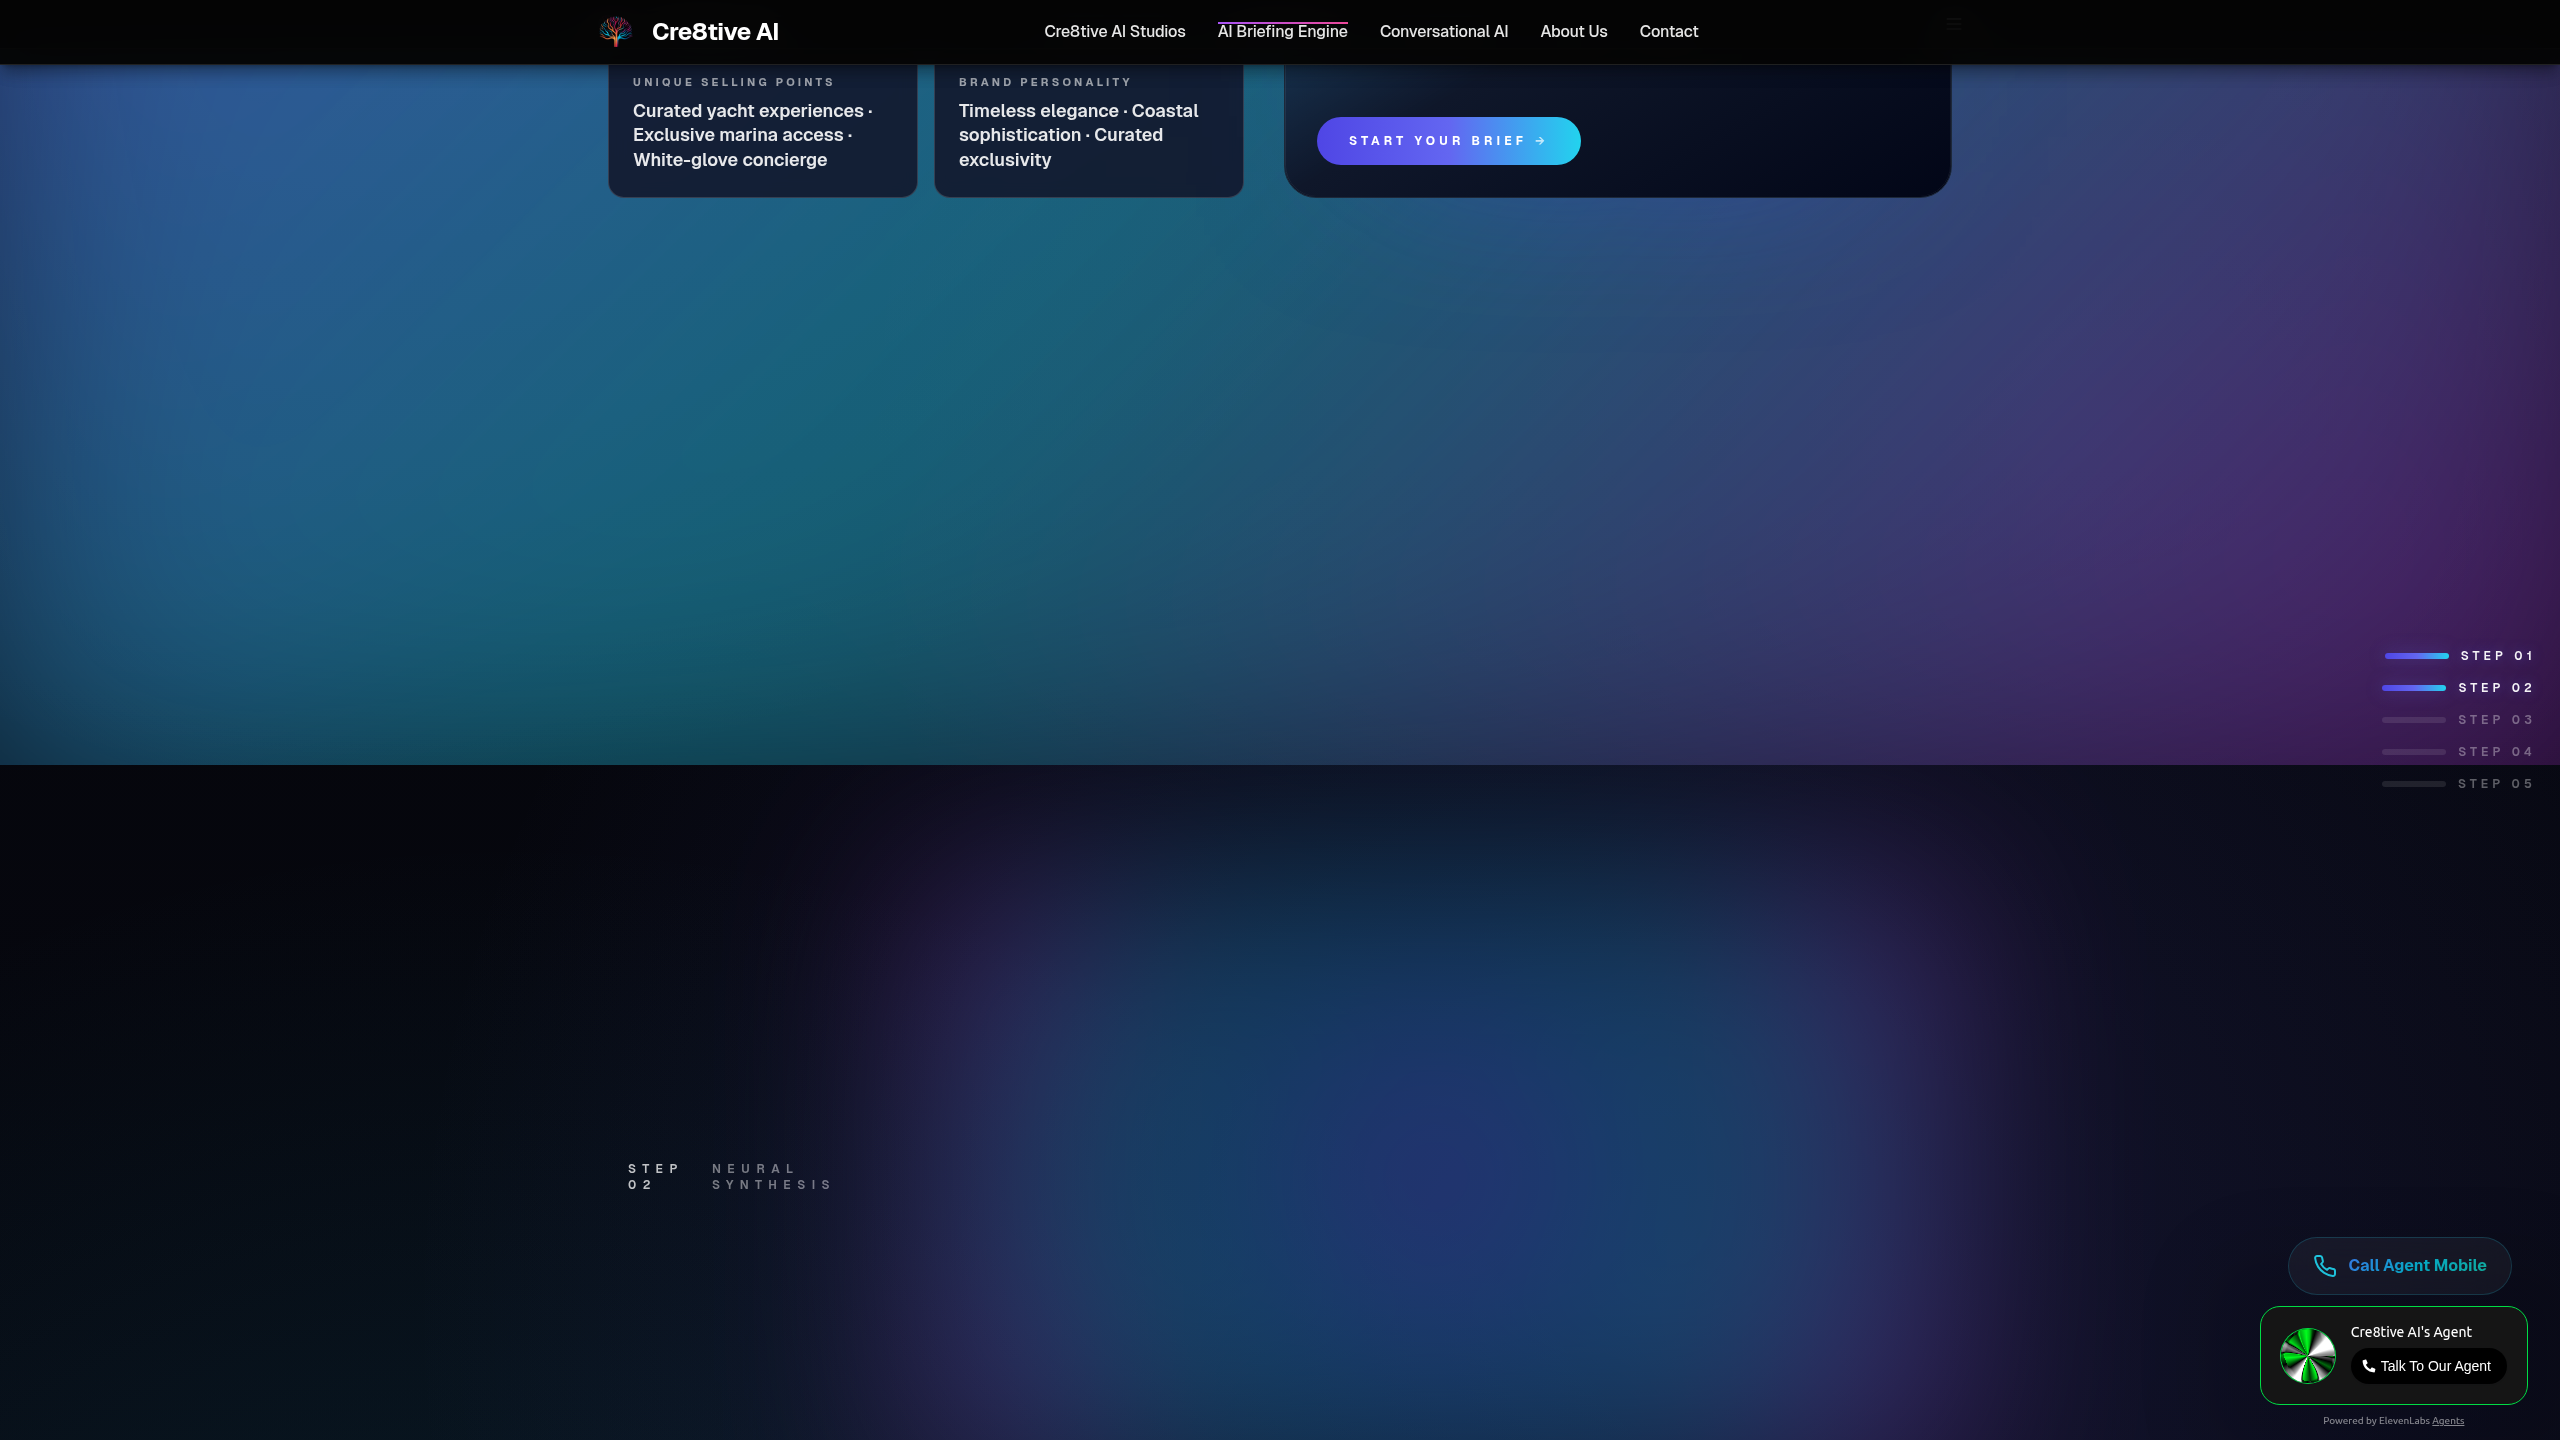 Cre8tive AI
Cre8tive AI Studios
AI Briefing Engine
Conversational AI
About Us
Contact
UNIQUE SELLING POINTS
Curated yacht experiences ·
Exclusive marina access ·
White-glove concierge
BRAND PERSONALITY
Timeless elegance · Coastal
sophistication · Curated
exclusivity
START YOUR BRIEF →
STEP 01
STEP 02
STEP 03
STEP 04
STEP 05
STEP
02
NEURAL
SYNTHESIS
Call Agent Mobile
Cre8tive AI's Agent
Talk To Our Agent
Powered by ElevenLabs Agents